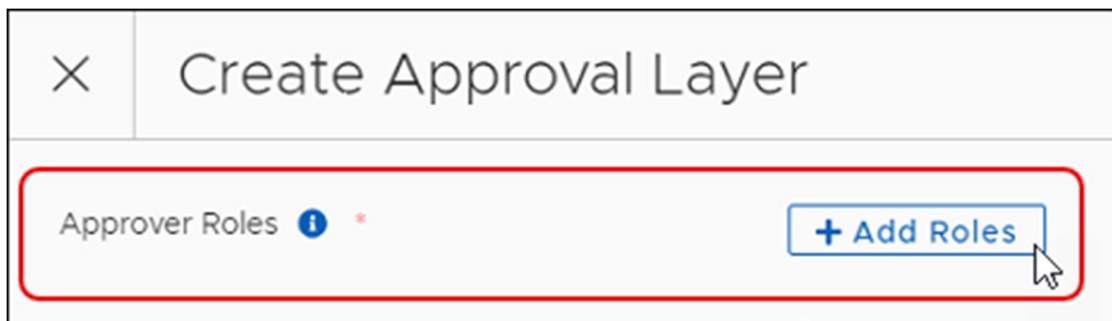 Create Approval Layer
Approver Roles *
+ Add Roles